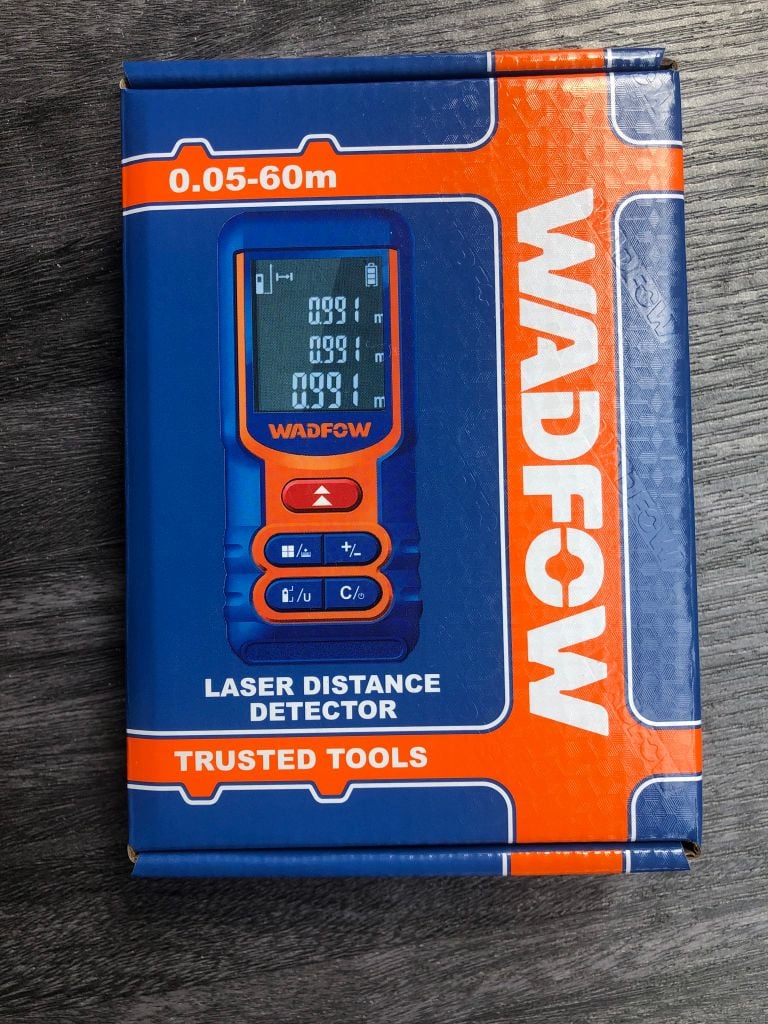 0.05-60m
0.991 m
0.991 m
0.991 m
WADFOW
+/-
/U
C/
LASER DISTANCE
DETECTOR
TRUSTED TOOLS
WADFOW